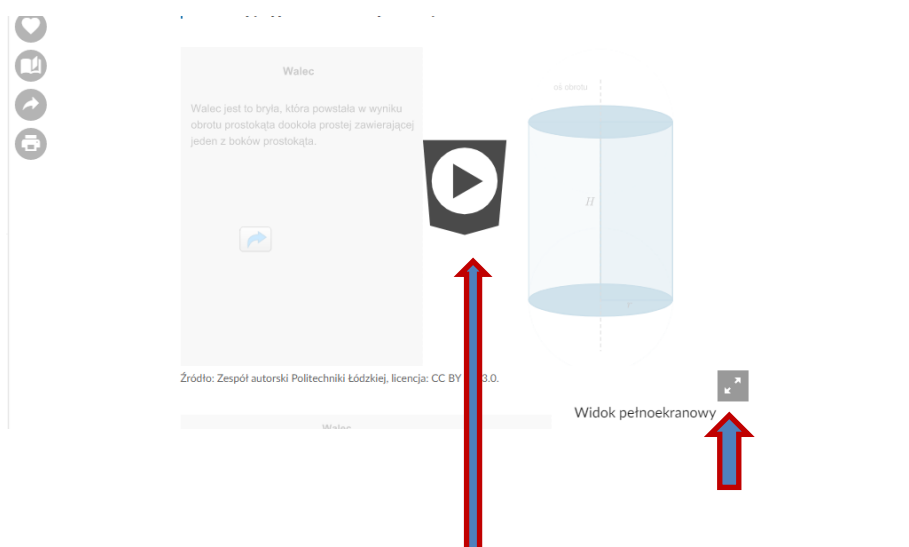 Walec
Walec jest to bryła, która powstała w wyniku
obrotu prostokąta dookoła prostej zawierającej
jeden z boków prostokąta.
oś obrotu
H
r
Źródło: Zespół autorski Politechniki Łódzkiej, licencja: CC BY 3.0.
Widok pełnoekranowy
Walec